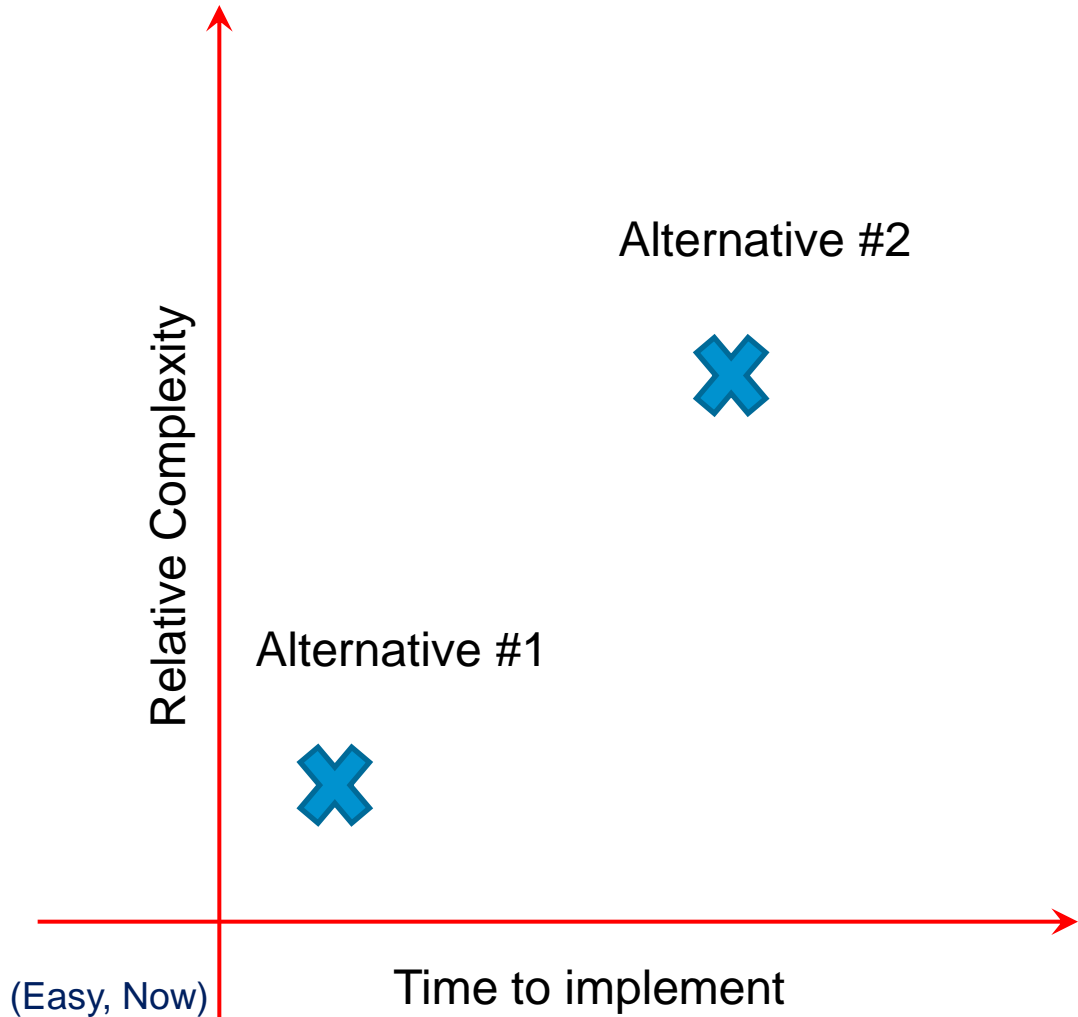 Alternative #2
Relative Complexity
Alternative #1
(Easy, Now)
Time to implement